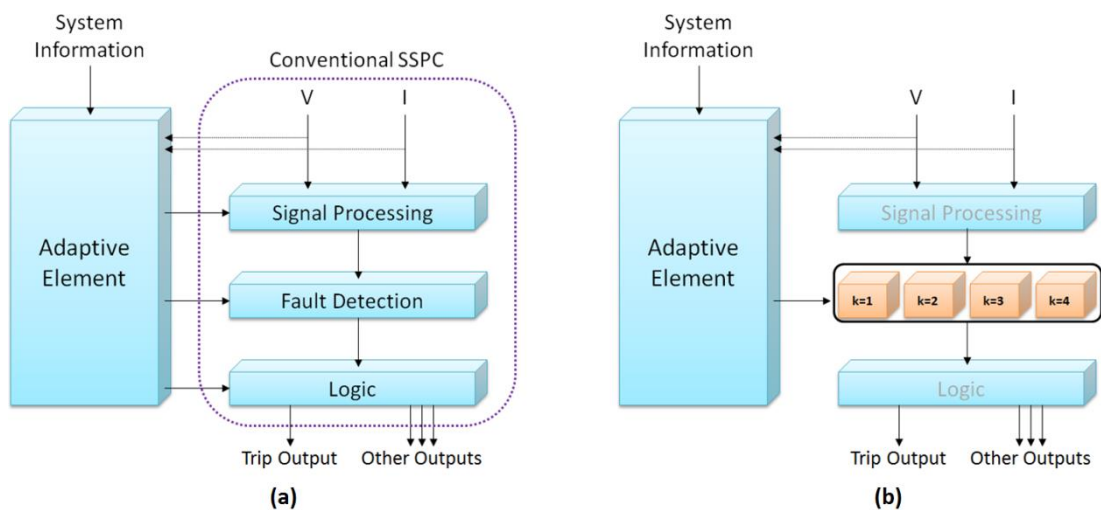 System
Information
Conventional SSPC
V
I
Signal Processing
Adaptive
Element
Fault Detection
Logic
Trip Output
Other Outputs
(a)
System
Information
V
I
Signal Processing
Adaptive
Element
k=1
k=2
k=3
k=4
Logic
Trip Output
Other Outputs
(b)